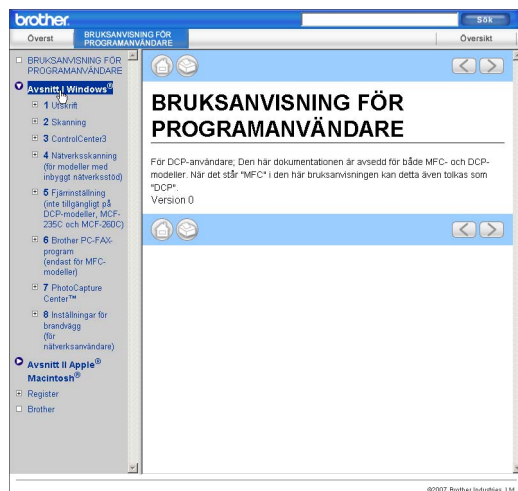 brother.
Sök
Överst
BRUKSANVISNING FÖR
PROGRAMANVÄNDARE
Översikt
BRUKSANVISNING FÖR
PROGRAMANVÄNDARE
Avsnitt I Windows®
1 Utskrift
2 Skanning
3 ControlCenter3
4 Nätverksskanning
(för modeller med
inbyggt nätverksstöd)
5 Fjärrinställning
(inte tillgängligt på
DCP-modeller, MCF-
235C och MCF-260C)
6 Brother PC-FAX-
program
(endast för MFC-
modeller)
7 PhotoCapture
Center™
8 Inställningar för
brandvägg
(för
nätverksanvändare)
Avsnitt II Apple®
Macintosh®
Register
Brother
BRUKSANVISNING FÖR
PROGRAMANVÄNDARE
För DCP-användare; Den här dokumentationen är avsedd för både MFC- och DCP-
modeller. När det står "MFC" i den här bruksanvisningen kan detta även tolkas som
"DCP".
Version 0
©2007 Brother Industries, LM